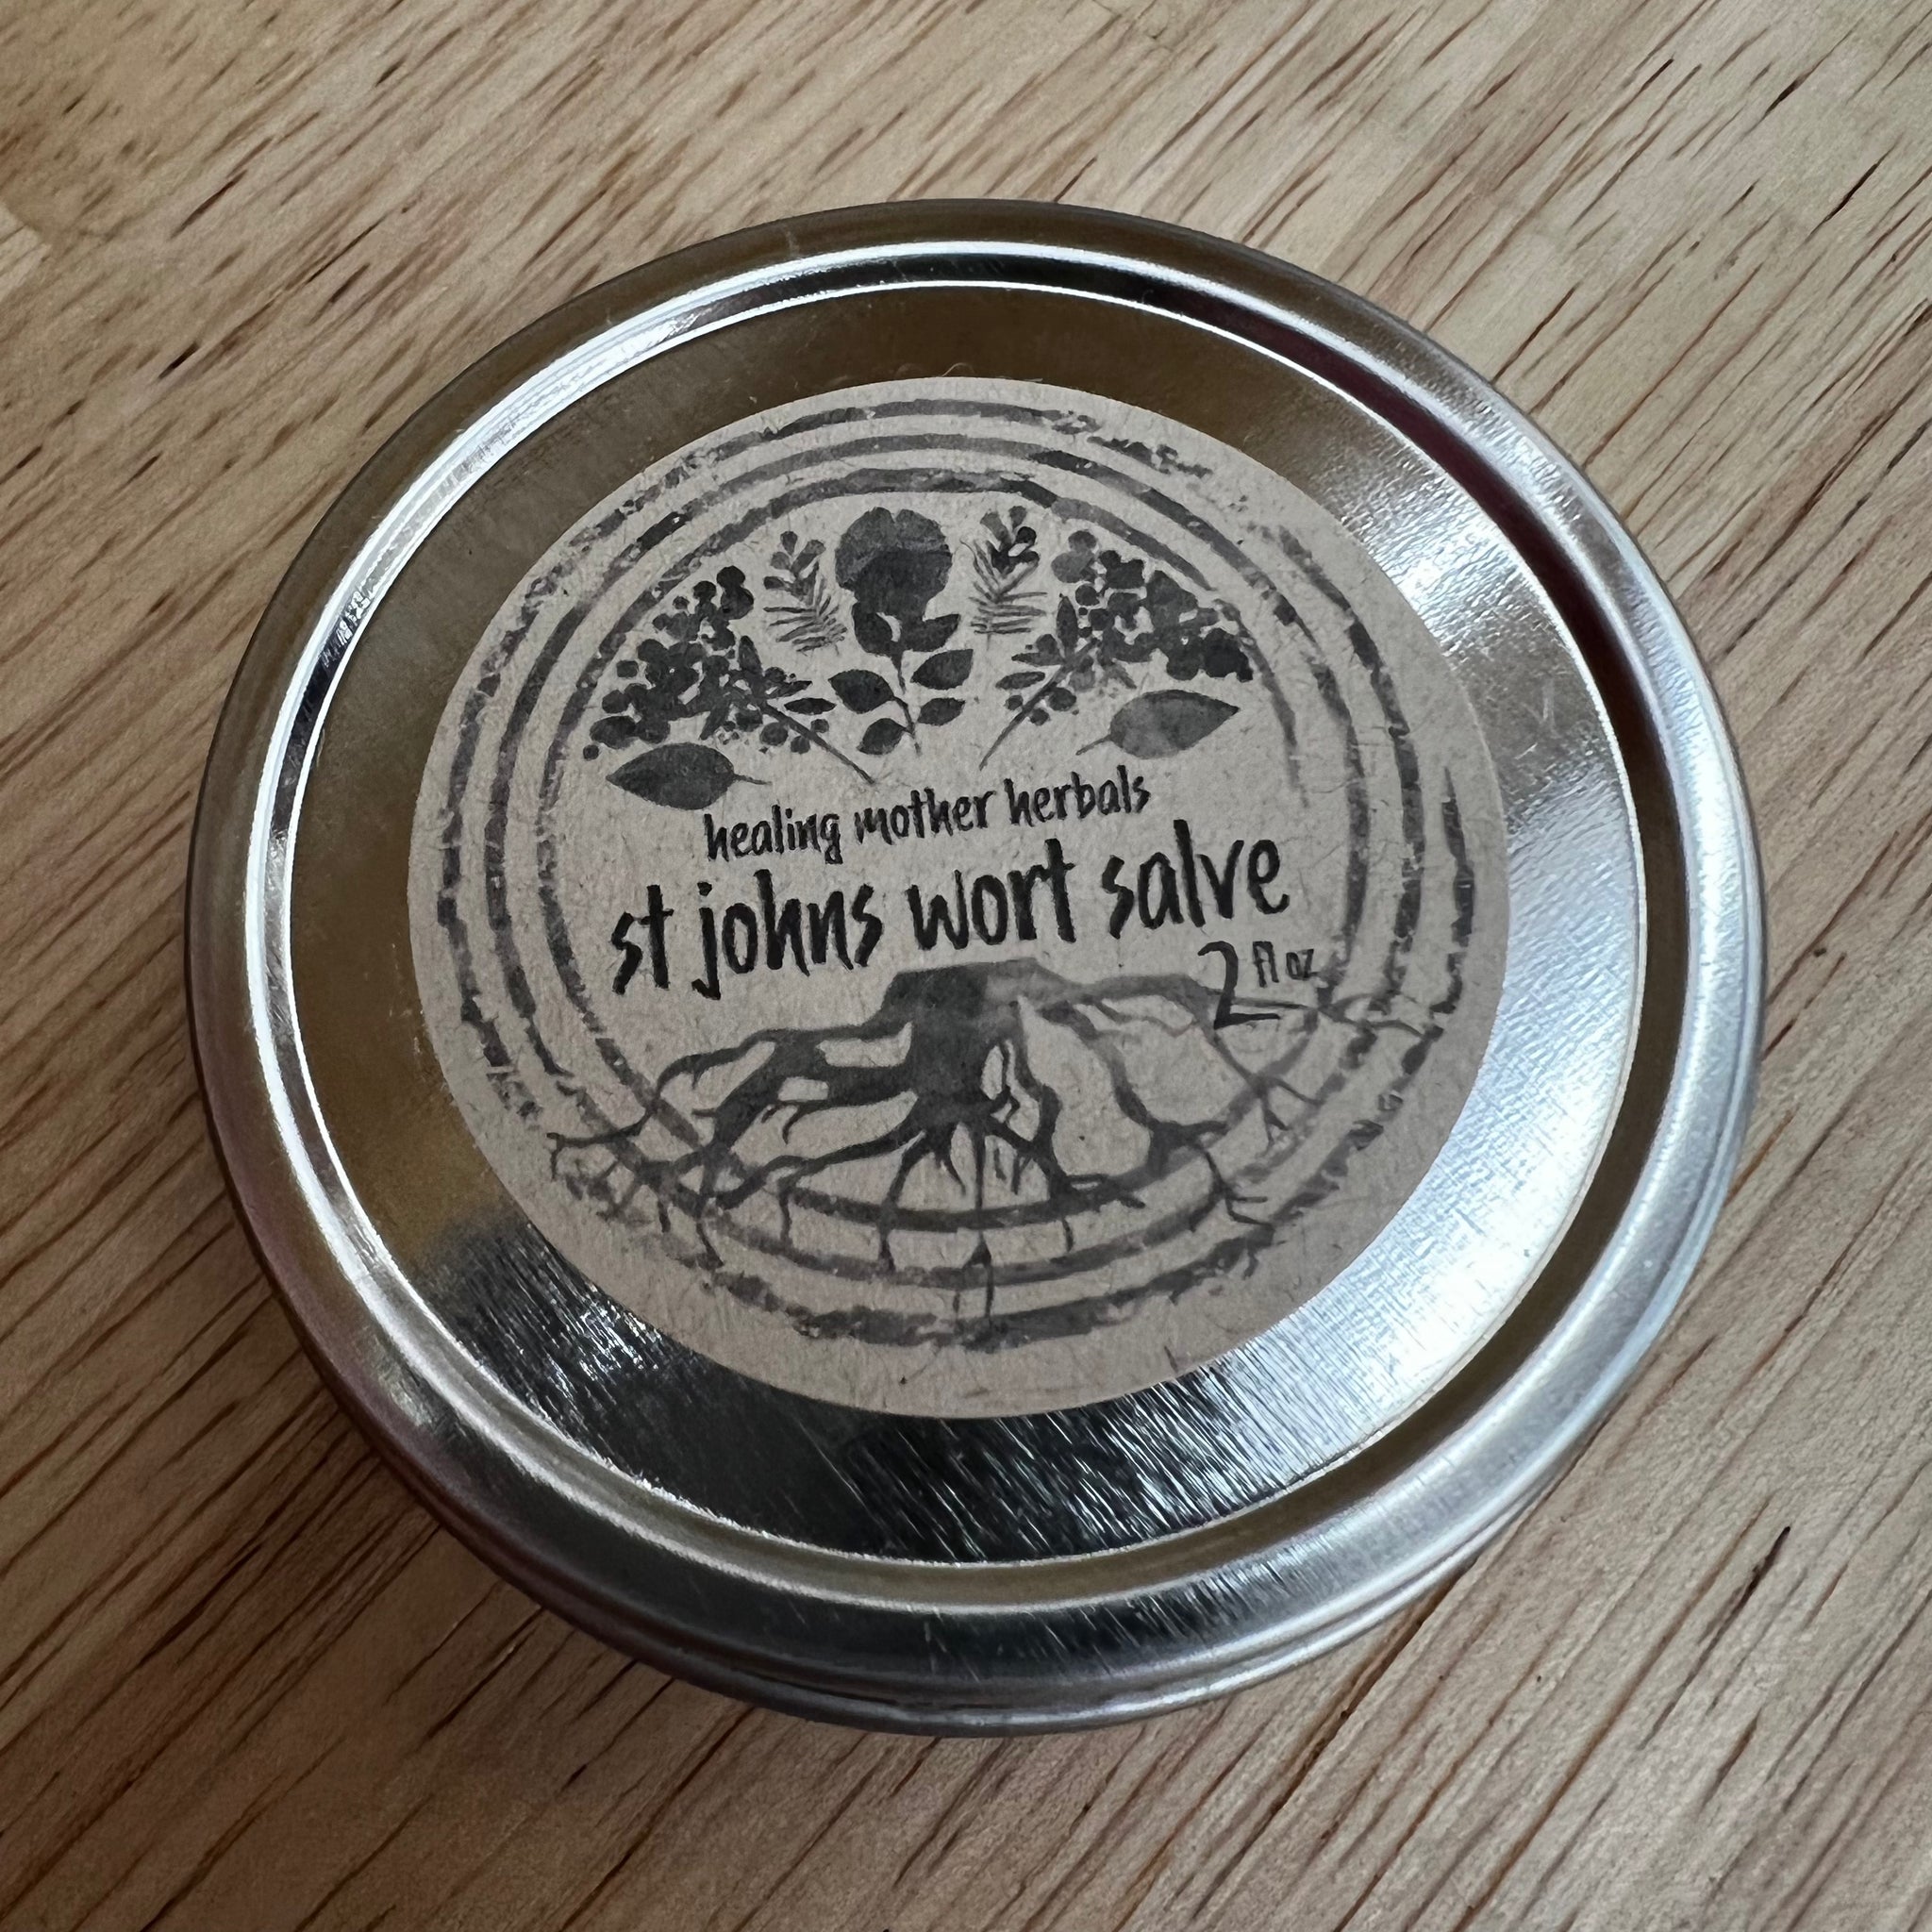 healing mother herbals
st johns wort salve
2 fl oz